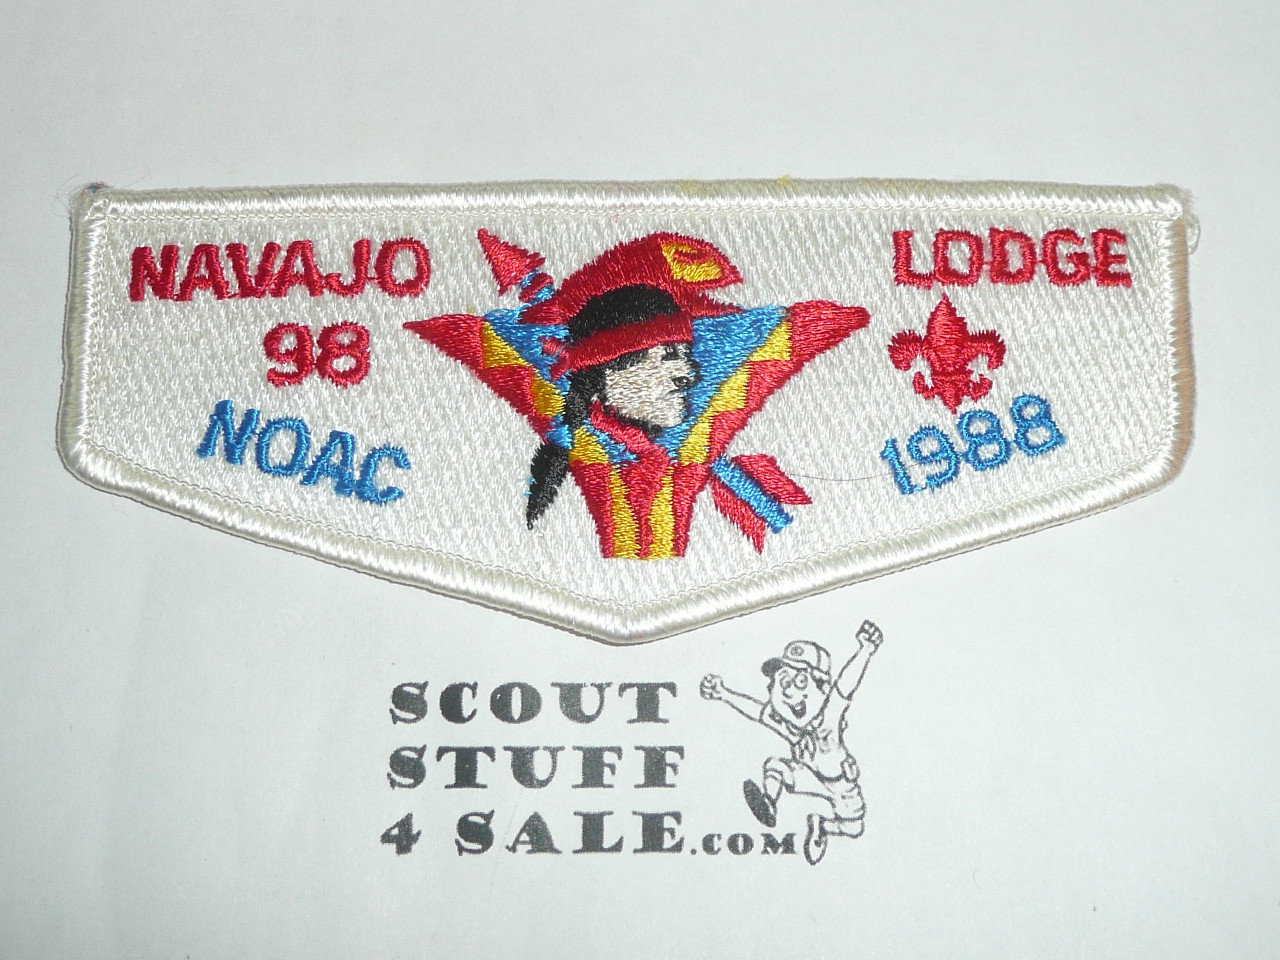 NAVAJO LODGE
98
NOAC 1988
SCOUT
STUFF
4 SALE.COM